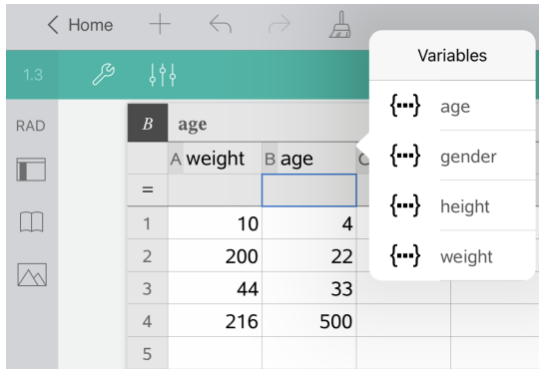 Home
Variables
1.3
{···} age
RAD
B age
A weight B age C
{···} gender
=
{···} height
1 10 4
2 200 22
{···} weight
3 44 33
4 216 500
5